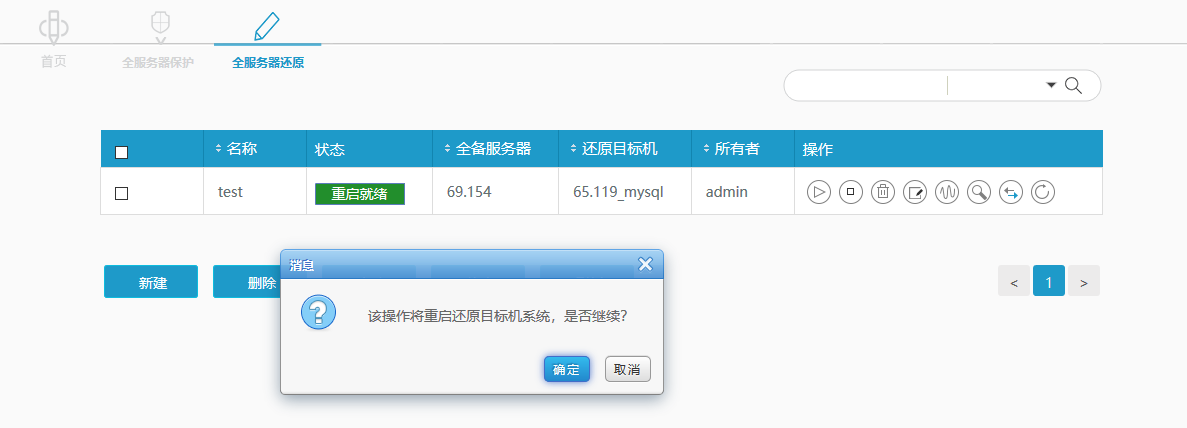 首页
全服务器保护
全服务器还原
名称 状态 全备服务器 还原目标机 所有者 操作
test 重启就绪 69.154 65.119_mysql admin
新建 删除
< 1 >
消息
该操作将重启还原目标机系统，是否继续?
确定 取消